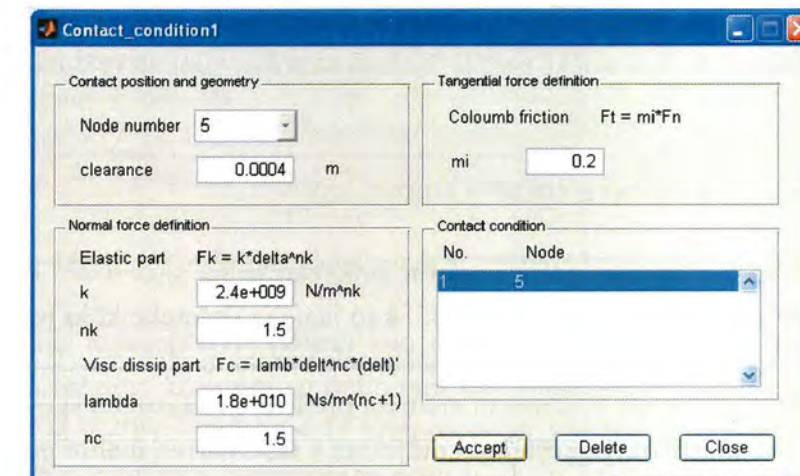 Contact_condition1
Contact position and geometry
Node number 5
clearance 0.0004 m
Tangential force definition
Coloumb friction Ft = mi*Fn
mi 0.2
Normal force definition
Elastic part Fk = k*delta^nk
k 2.4e+009 N/m^nk
nk 1.5
Visc dissip part Fc = lamb*delt^nc*(delt)'
lambda 1.8e+010 Ns/m^(nc+1)
nc 1.5
Contact condition
No. Node
1 5
Accept Delete Close